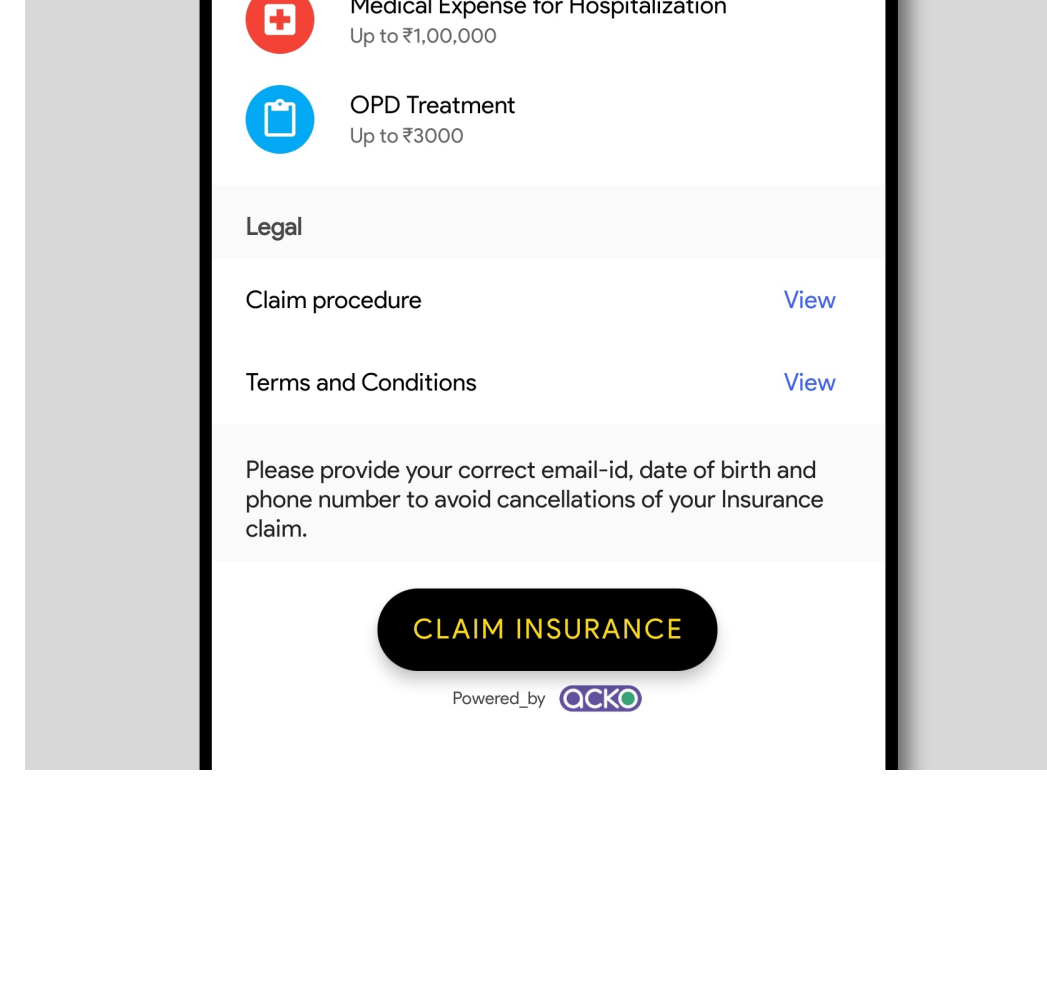 Medical Expense for Hospitalization
Up to ₹1,00,000
OPD Treatment
Up to ₹3000
Legal
Claim procedure
View
Terms and Conditions
View
Please provide your correct email-id, date of birth and
phone number to avoid cancellations of your Insurance
claim.
CLAIM INSURANCE
Powered_by acko